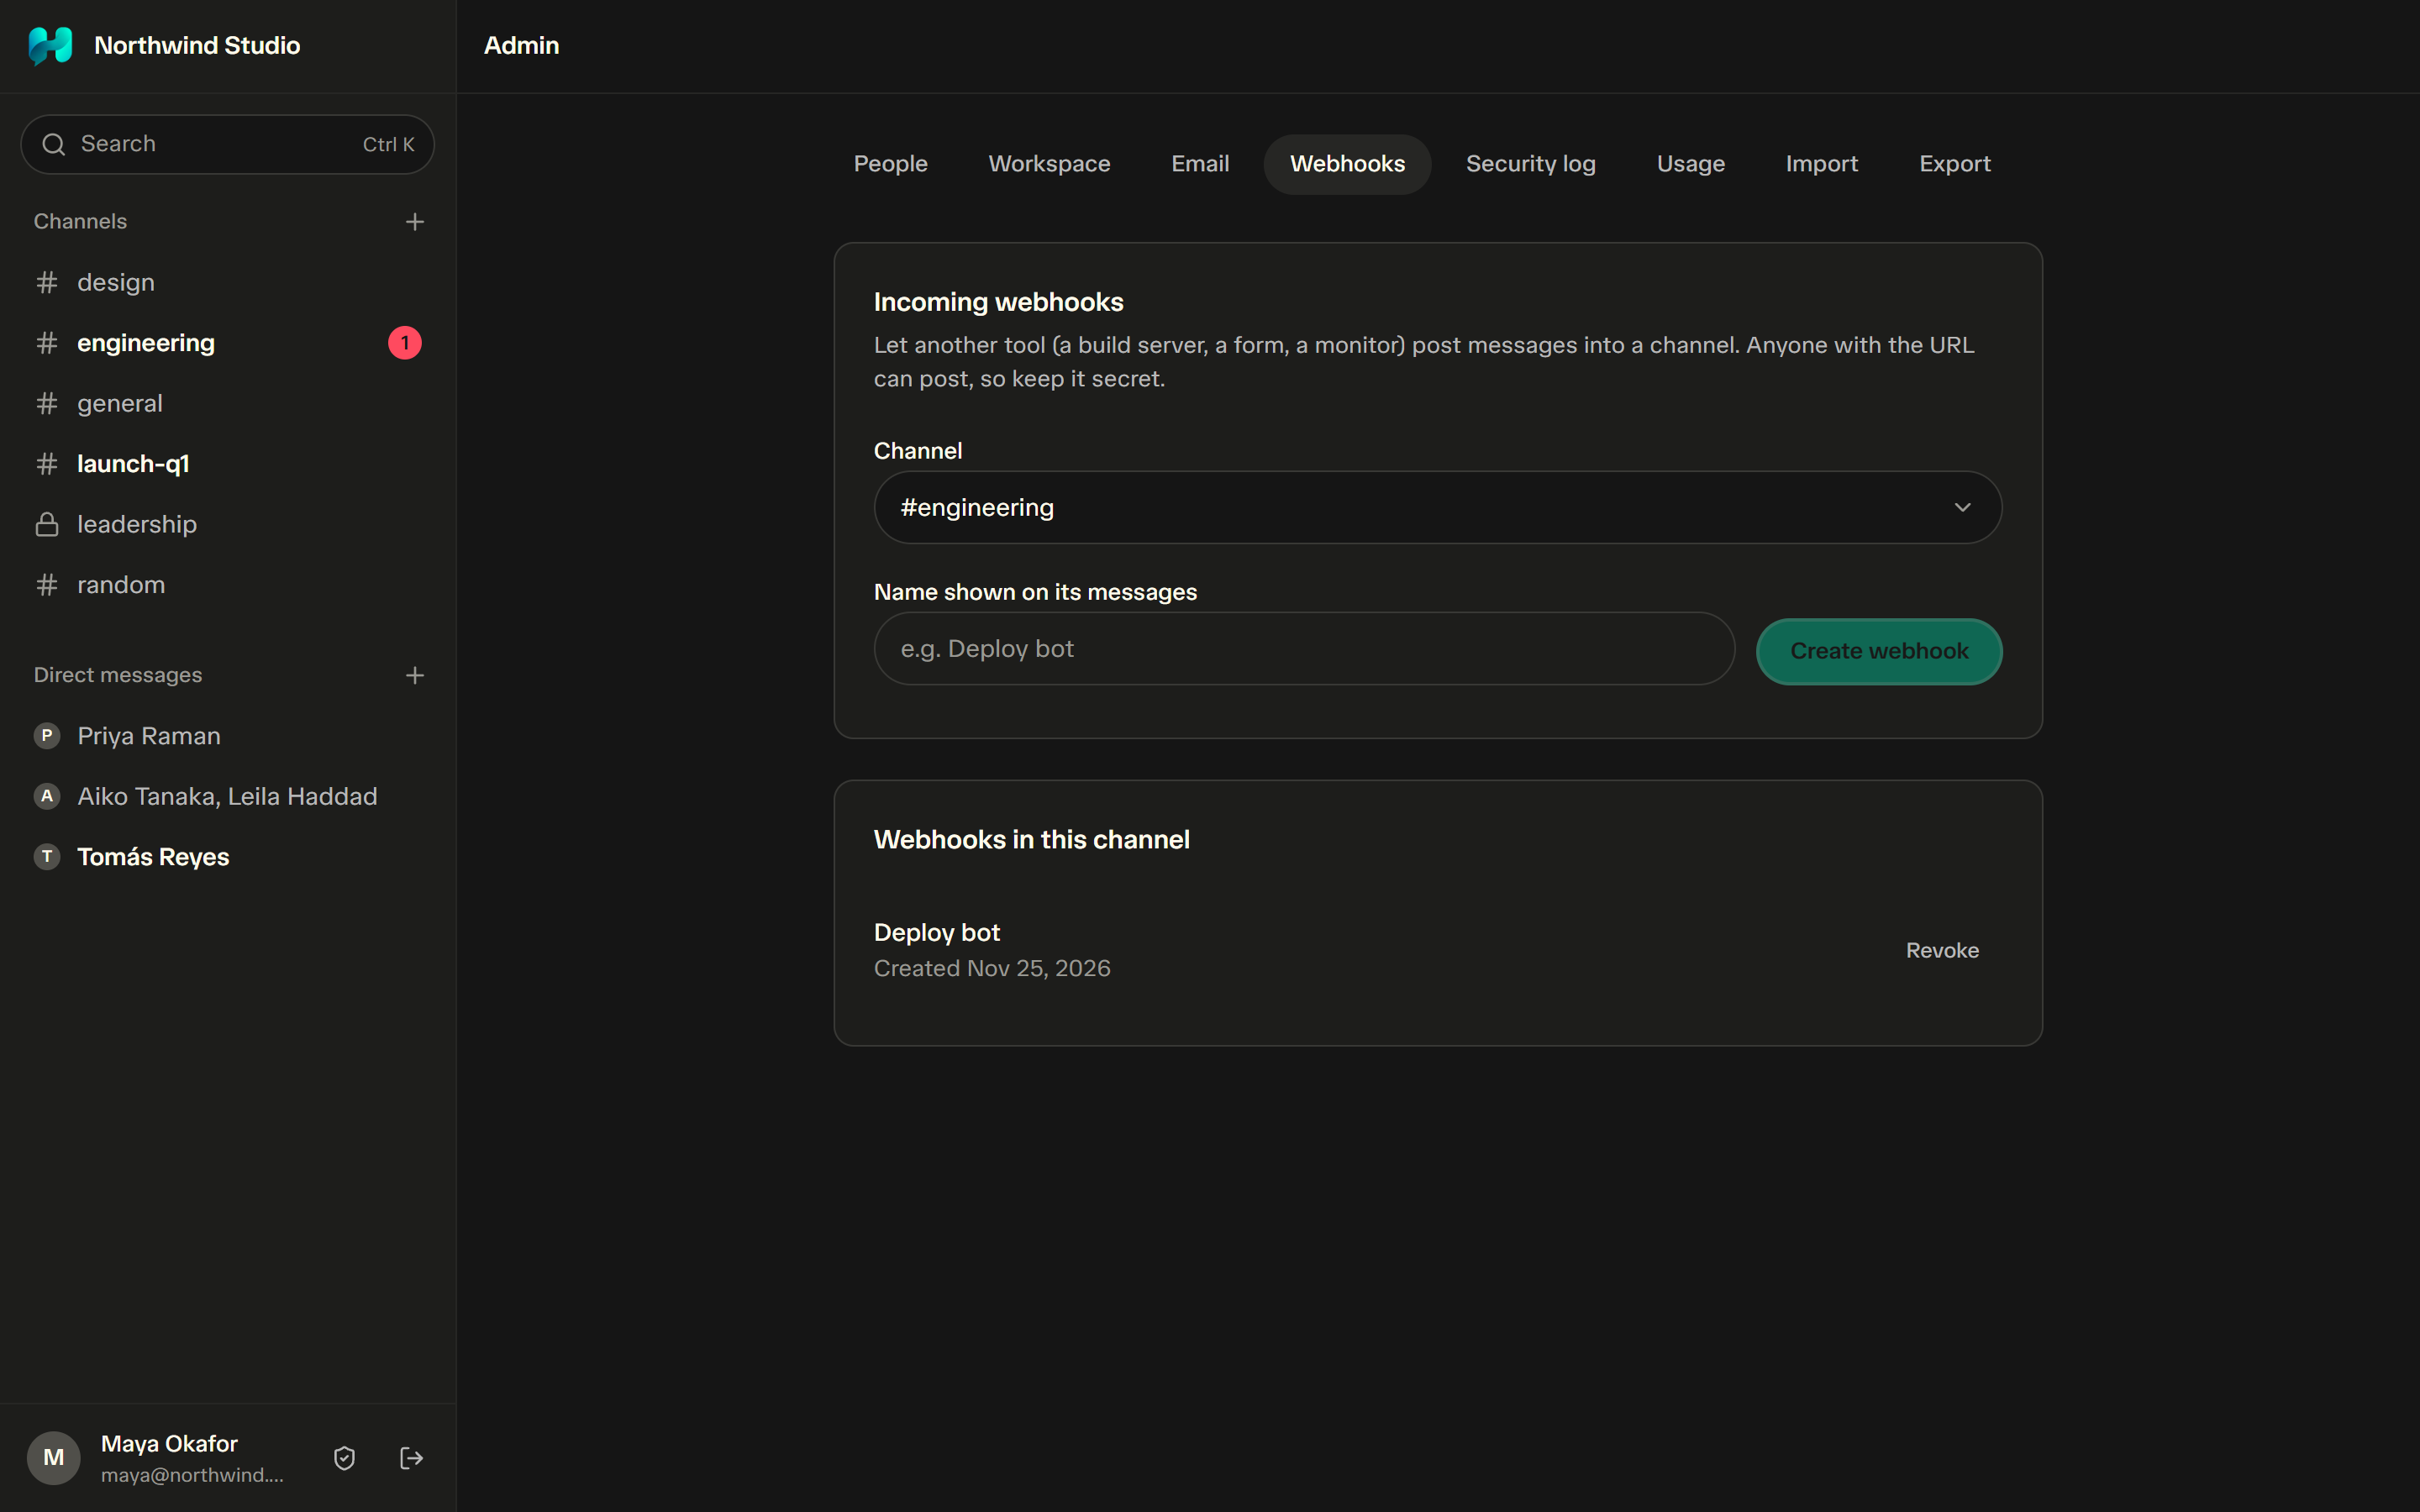 Northwind Studio
Search
Ctrl K
Channels
design
engineering
1
general
launch-q1
leadership
random
Direct messages
P
Priya Raman
A
Aiko Tanaka, Leila Haddad
T
Tomás Reyes
M
Maya Okafor
maya@northwind....
Admin
People
Workspace
Email
Webhooks
Security log
Usage
Import
Export
Incoming webhooks
Let another tool (a build server, a form, a monitor) post messages into a channel. Anyone with the URL
can post, so keep it secret.
Channel
#engineering
Name shown on its messages
e.g. Deploy bot
Create webhook
Webhooks in this channel
Deploy bot
Created Nov 25, 2026
Revoke